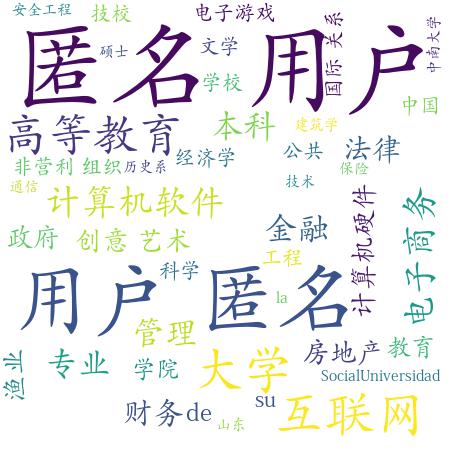 安全工程 技校 电子游戏 国际 关系 中南大学
匿名 用户
硕士 文学
学校
高等教育 本科 建筑学 中国
非营利 组织 历史系 经济学 公共 法律
通信 技术 保险
计算机软件 金融 计算机硬件 电子商务
政府 创意 艺术
科学 工程
用户 匿名
la
管理 房地产 教育
渔业 专业 学院 大学 SocialUniversidad
财务 de su 互联网
山东